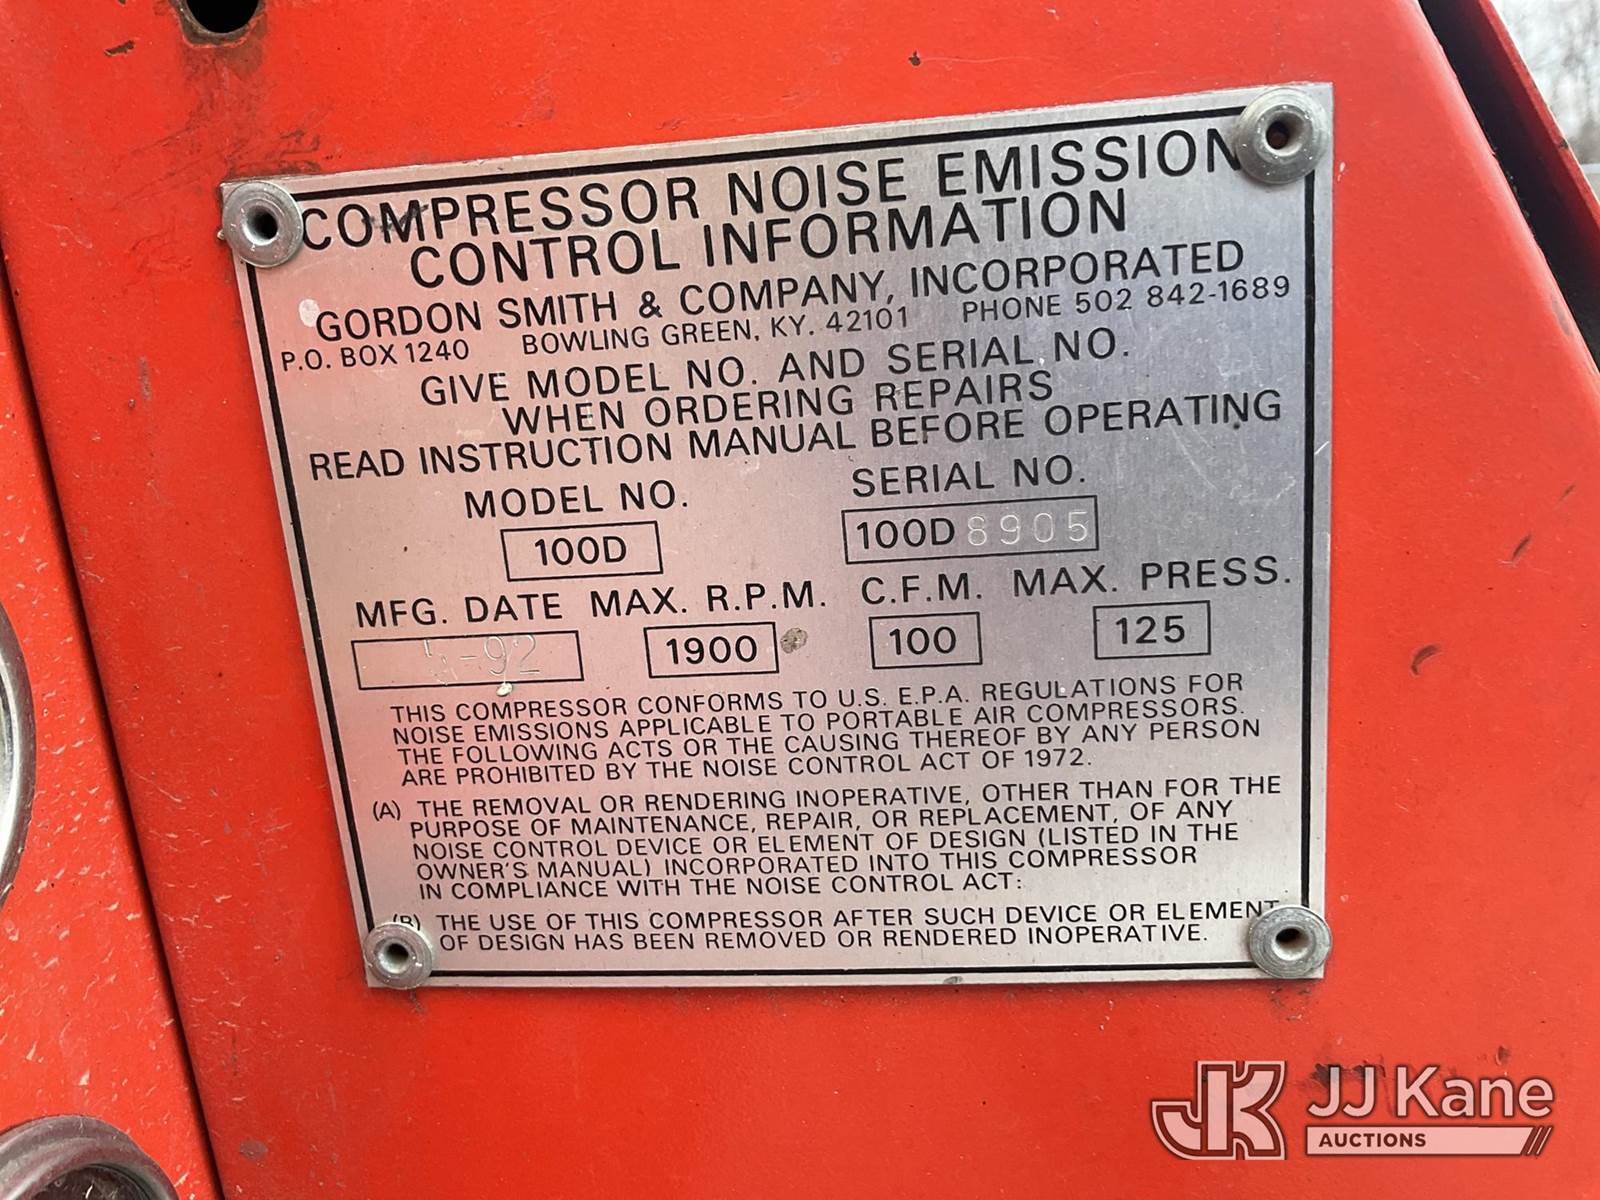 COMPRESSOR NOISE EMISSION
CONTROL INFORMATION
GORDON SMITH & COMPANY, INCORPORATED
P.O. BOX 1240 BOWLING GREEN, KY. 42101 PHONE 502 842-1689
GIVE MODEL NO. AND SERIAL NO.
WHEN ORDERING REPAIRS
READ INSTRUCTION MANUAL BEFORE OPERATING
MODEL NO. SERIAL NO.
100D 100D 8905
MFG. DATE MAX. R.P.M. C.F.M. MAX. PRESS.
5-92 1900 100 125
THIS COMPRESSOR CONFORMS TO U.S. E.P.A. REGULATIONS FOR
NOISE EMISSIONS APPLICABLE TO PORTABLE AIR COMPRESSORS.
THE FOLLOWING ACTS OR THE CAUSING THEREOF BY ANY PERSON
ARE PROHIBITED BY THE NOISE CONTROL ACT OF 1972.
(A) THE REMOVAL OR RENDERING INOPERATIVE, OTHER THAN FOR THE
PURPOSE OF MAINTENANCE, REPAIR, OR REPLACEMENT, OF ANY
NOISE CONTROL DEVICE OR ELEMENT OF DESIGN (LISTED IN THE
OWNER'S MANUAL) INCORPORATED INTO THIS COMPRESSOR
IN COMPLIANCE WITH THE NOISE CONTROL ACT:
(B) THE USE OF THIS COMPRESSOR AFTER SUCH DEVICE OR ELEMENT
OF DESIGN HAS BEEN REMOVED OR RENDERED INOPERATIVE.
JK JJ Kane
AUCTIONS